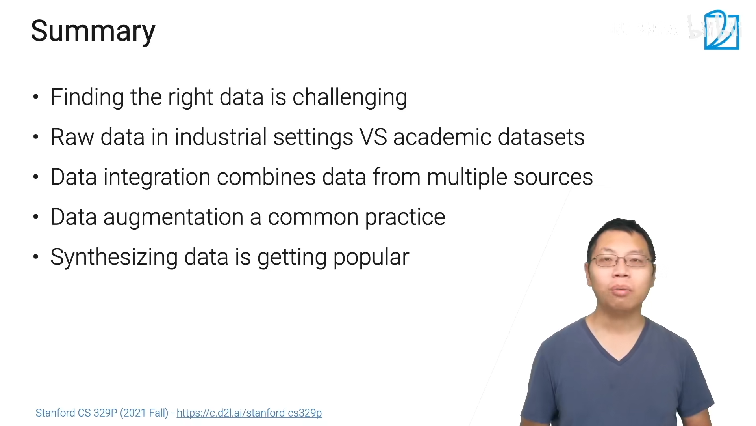 Summary
• Finding the right data is challenging
• Raw data in industrial settings VS academic datasets
• Data integration combines data from multiple sources
• Data augmentation a common practice
• Synthesizing data is getting popular
Stanford CS 329P (2021 Fall) https://c.d2l.ai/stanford-cs329p